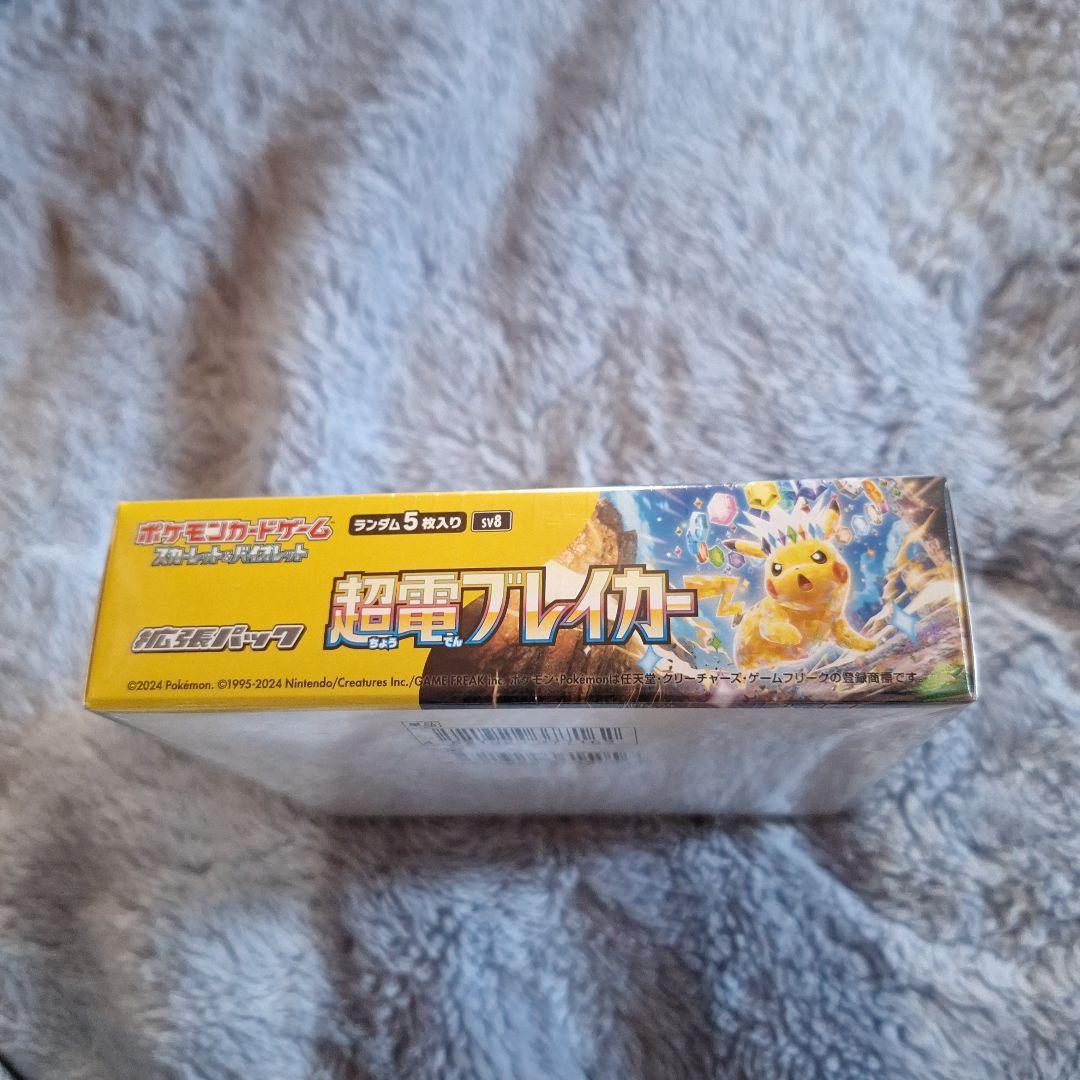 ポケモンカードゲーム
スカーレット&バイオレット
ランダム5枚入り
SV8
拡張パック
超電ブレイカー
ちょう でん
©2024 Pokémon. ©1995-2024 Nintendo/Creatures Inc./GAME FREAK inc. ポケモン・Pokémonは任天堂・クリーチャーズ・ゲームフリークの登録商標です